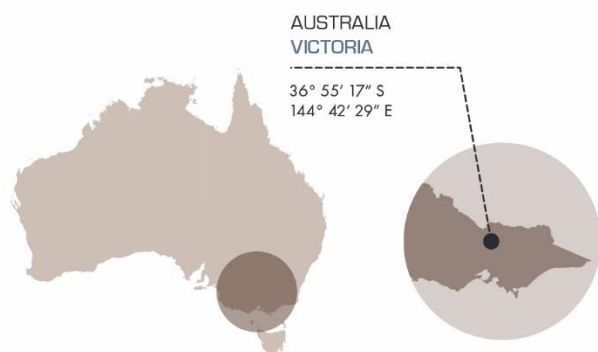 AUSTRALIA
VICTORIA
36° 55’ 17” S
144° 42’ 29” E